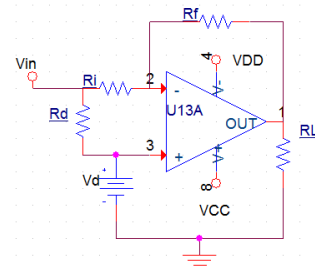 Rf
Vin
4
VDD
Ri
2
-
V-
Rd
U13A
1
OUT
RL
3
+
V+
Vd
+
-
8
VCC